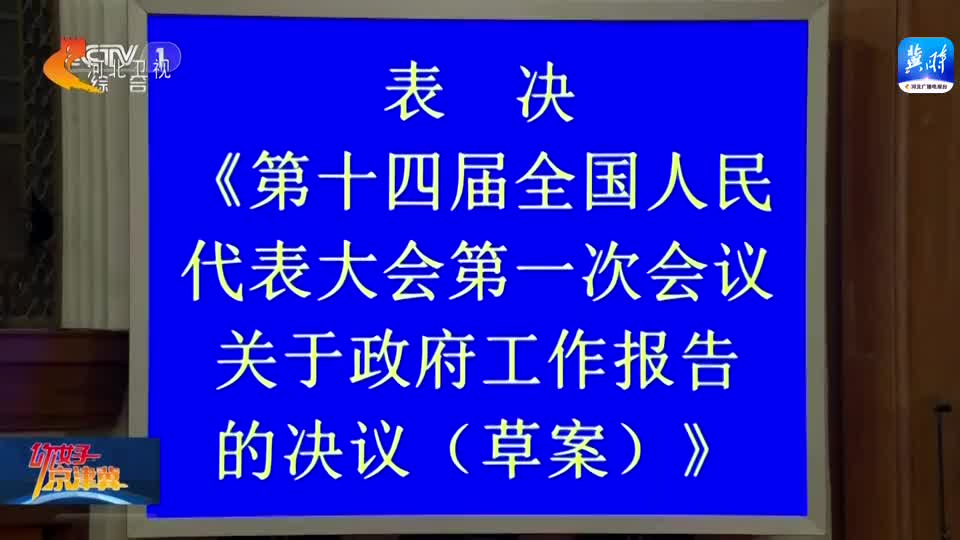 CCTV 1
综合
河北卫视
冀时
河北广播电视台
表 决
《第十四届全国人民
代表大会第一次会议
关于政府工作报告
的决议（草案）》
你好
京津冀